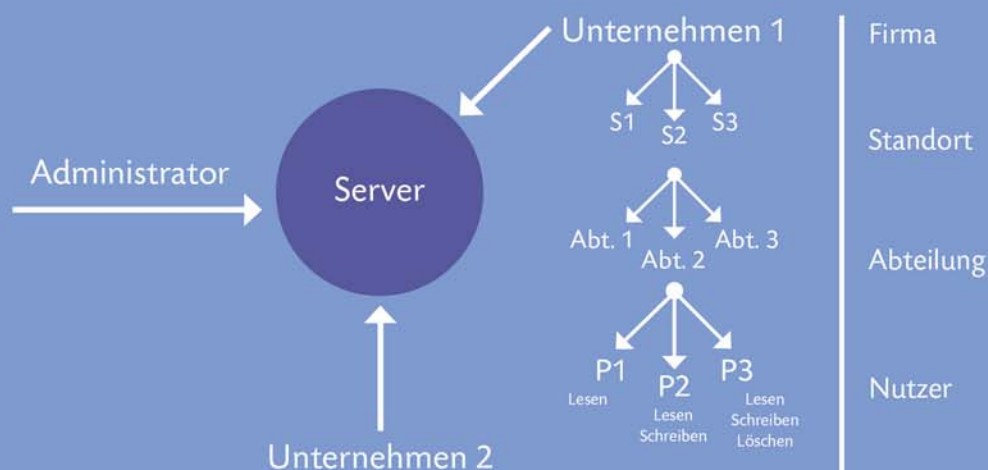 Unternehmen 1
Firma
S1
S2
S3
Standort
Administrator
Server
Abt. 1
Abt. 2
Abt. 3
Abteilung
P1
Lesen
P2
Lesen
Schreiben
P3
Lesen
Schreiben
Löschen
Nutzer
Unternehmen 2